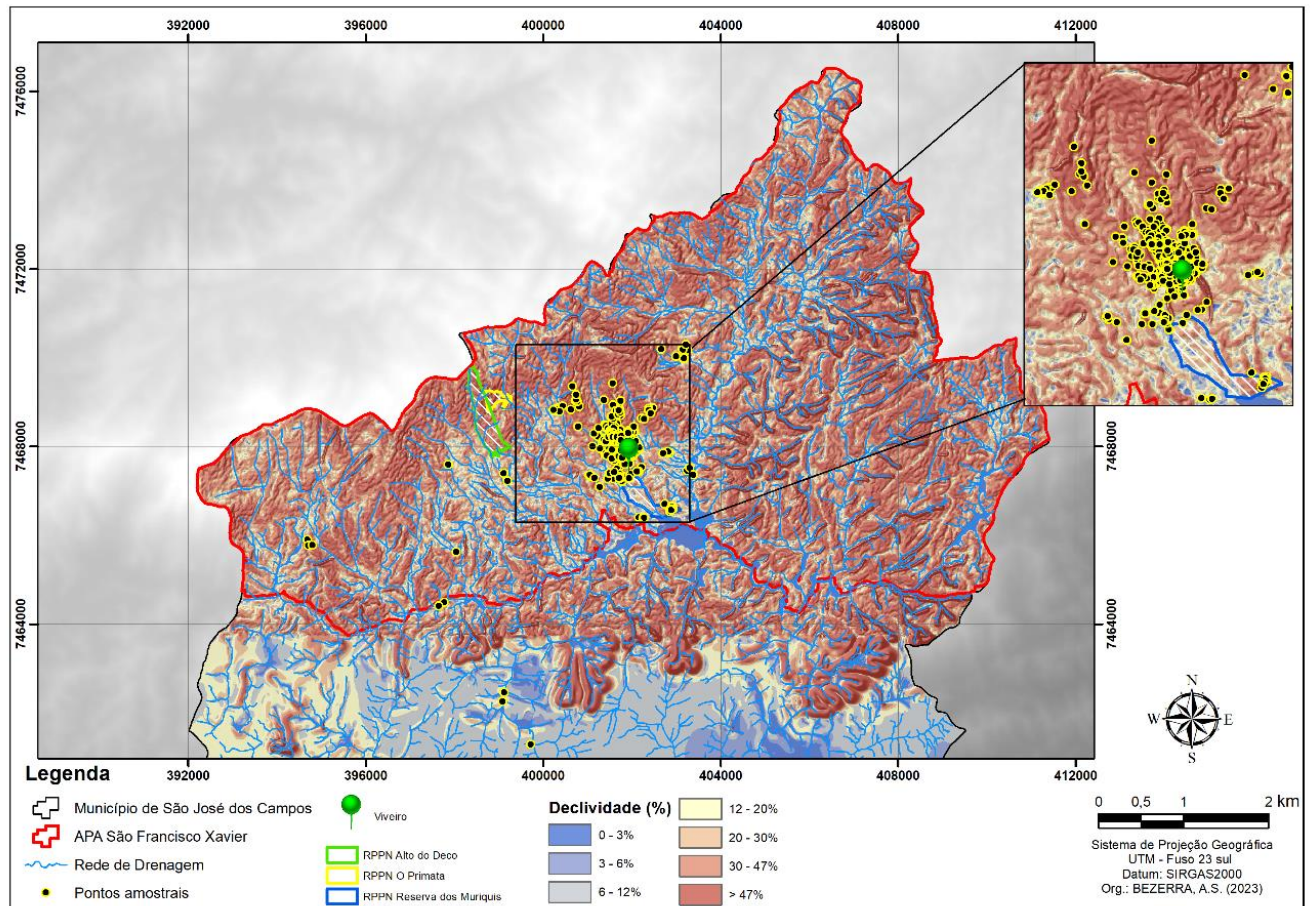 392000 396000 400000 404000 408000 412000
7476000 7472000 7468000 7464000
7476000 7472000 7468000 7464000
N
W E
S
392000 396000 400000 404000 408000 412000
Legenda
Município de São José dos Campos
APA São Francisco Xavier
Rede de Drenagem
Pontos amostrais
Viveiro
RPPN Alto do Deco
RPPN O Primata
RPPN Reserva dos Muriquis
Declividade (%)
0 - 3%
3 - 6%
6 - 12%
12 - 20%
20 - 30%
30 - 47%
> 47%
0 0,5 1 2 km
Sistema de Projeção Geográfica
UTM - Fuso 23 sul
Datum: SIRGAS2000
Org.: BEZERRA, A.S. (2023)